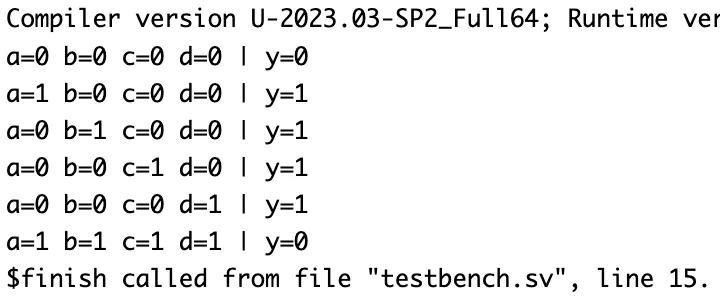 Compiler version U-2023.03-SP2_Full64; Runtime ver
a=0 b=0 c=0 d=0 | y=0
a=1 b=0 c=0 d=0 | y=1
a=0 b=1 c=0 d=0 | y=1
a=0 b=0 c=1 d=0 | y=1
a=0 b=0 c=0 d=1 | y=1
a=1 b=1 c=1 d=1 | y=0
$finish called from file "testbench.sv", line 15.